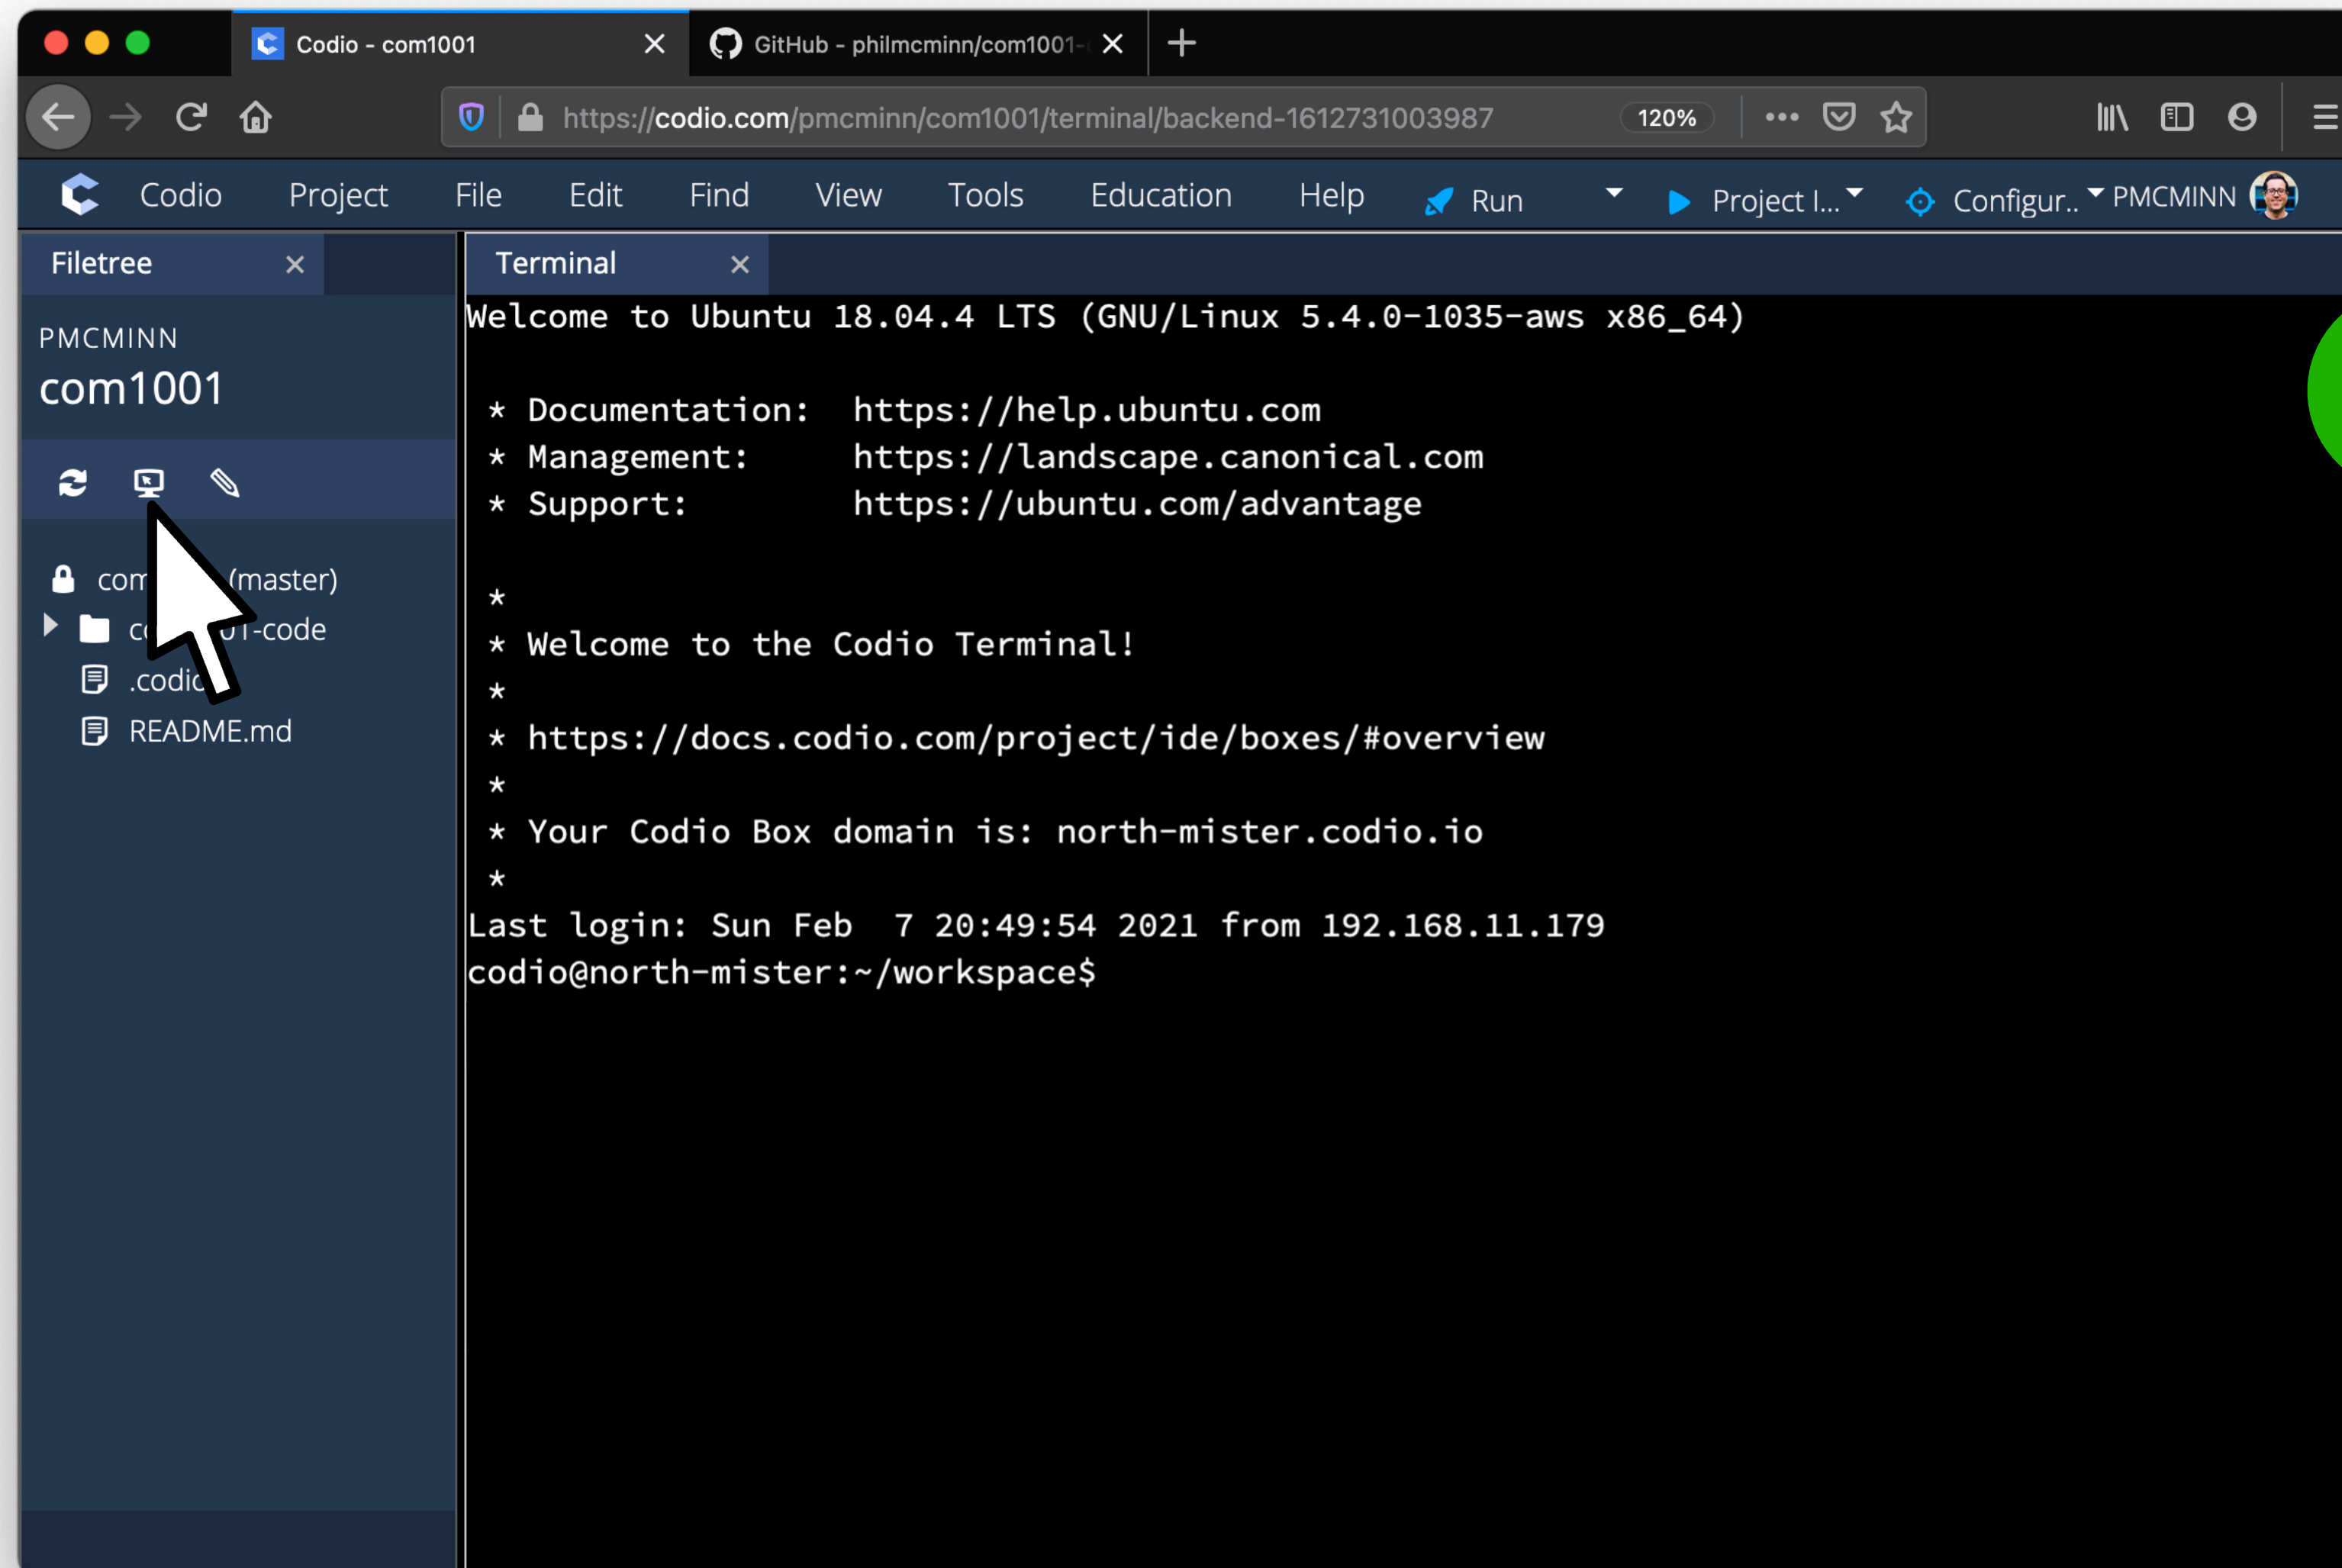 Codio - com1001
GitHub - philmcminn/com1001-
https://codio.com/pmcminn/com1001/terminal/backend-1612731003987 120%
Codio Project File Edit Find View Tools Education Help Run Project I... Configur.. PMCMINN
Filetree
Terminal
PMCMINN
com1001
(master)
-code
README.md
Welcome to Ubuntu 18.04.4 LTS (GNU/Linux 5.4.0-1035-aws x86_64)
* Documentation: https://help.ubuntu.com
* Management: https://landscape.canonical.com
* Support: https://ubuntu.com/advantage
*
* Welcome to the Codio Terminal!
*
* https://docs.codio.com/project/ide/boxes/#overview
*
* Your Codio Box domain is: north-mister.codio.io
*
Last login: Sun Feb 7 20:49:54 2021 from 192.168.11.179
codio@north-mister:~/workspace$